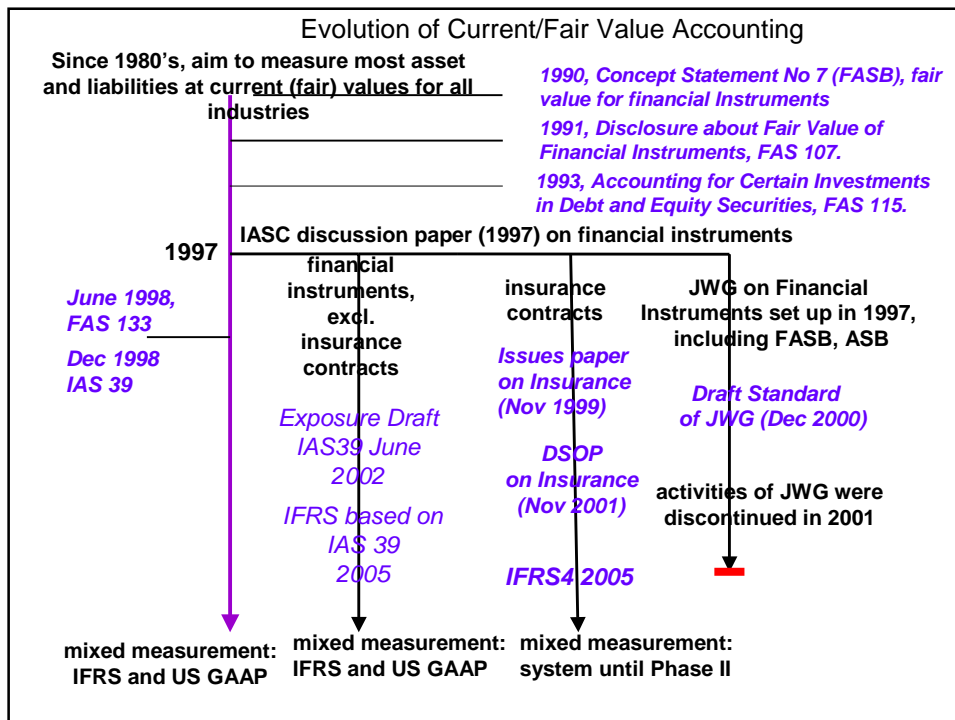 Evolution of Current/Fair Value Accounting
Since 1980's, aim to measure most asset
and liabilities at current (fair) values for all
industries
1990, Concept Statement No 7 (FASB), fair
value for financial Instruments
1991, Disclosure about Fair Value of
Financial Instruments, FAS 107.
1993, Accounting for Certain Investments
in Debt and Equity Securities, FAS 115.
IASC discussion paper (1997) on financial instruments
1997
June 1998,
FAS 133
Dec 1998
IAS 39
financial
instruments,
excl.
insurance
contracts
Exposure Draft
IAS39 June
2002
IFRS based on
IAS 39
2005
insurance
contracts
Issues paper
on Insurance
(Nov 1999)
DSOP
on Insurance
(Nov 2001)
IFRS4 2005
JWG on Financial
Instruments set up in 1997,
including FASB, ASB
Draft Standard
of JWG (Dec 2000)
activities of JWG were
discontinued in 2001
mixed measurement:
IFRS and US GAAP
mixed measurement:
IFRS and US GAAP
mixed measurement:
system until Phase II